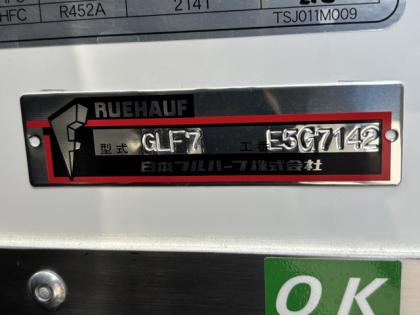 HFC R452A 2141
TSJ011M009
FRUEHAUF
型式 GLF7 工番 E5G7142
日本フルハーフ株式会社
OK